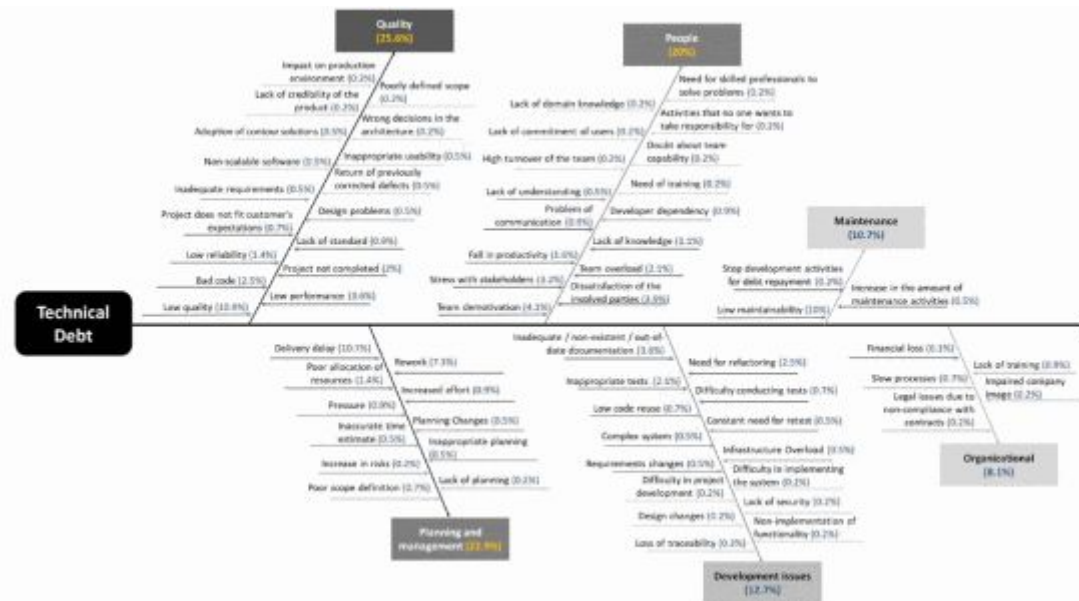 Quality
(25.6%)
Impact on production
environment (0.2%)
Lack of credibility of the
product (0.2%)
Adoption of contour solutions (0.5%)
Non-scalable software (0.5%)
Inadequate requirements (0.5%)
Project does not fit customer's
expectations (0.7%)
Low reliability (1.4%)
Bad code (2.5%)
Low quality (10.9%)
Poorly defined scope
(0.2%)
Wrong decisions in the
architecture (0.2%)
Inappropriate usability (0.5%)
Return of previously
corrected defects (0.5%)
Design problems (0.5%)
Lack of standard (0.9%)
Project not completed (2%)
Low performance (3.6%)
People
(20%)
Lack of domain knowledge (0.2%)
Lack of commitment of users (0.2%)
High turnover of the team (0.2%)
Lack of understanding (0.5%)
Problem of
communication
Fall in productivity
Stress with stakeholders (3.2%)
Team demotivation
Need for skilled professionals to
solve problems (0.2%)
Activities that no one wants to
take responsibility for (0.2%)
Doubt about team
capability (0.2%)
Need of training (0.2%)
Developer dependency (0.9%)
Lack of knowledge (1.1%)
Team overload (2.1%)
Dissatisfaction of the
involved parties
Maintenance
(10.7%)
Stop development activities
for debt repayment (0.2%)
Low maintainability (10%)
Increase in the amount of
maintenance activities (0.5%)
Technical
Debt
Delivery delay (10.7%)
Poor allocation of
resources (1.4%)
Pressure (0.9%)
Inaccurate time
estimate (0.5%)
Increase in risks (0.2%)
Poor scope definition (0.7%)
Rework (7.3%)
Increased effort (0.9%)
Planning Changes (0.5%)
Inappropriate planning
(0.5%)
Lack of planning (0.2%)
Planning and
management
Inadequate / non-existent / out-of-
date documentation
Inappropriate tests (2.1%)
Low code reuse (0.7%)
Complex system (0.5%)
Requirements changes (0.5%)
Difficulty in project
development (0.2%)
Design changes (0.2%)
Loss of traceability (0.2%)
Need for refactoring (2.5%)
Difficulty conducting tests (0.7%)
Constant need for retest (0.5%)
Infrastructure Overload (0.5%)
Difficulty in implementing
the system (0.2%)
Lack of security (0.2%)
Non-implementation of
functionality (0.2%)
Development issues
(12.7%)
Financial loss
Slow processes (0.7%)
Legal issues due to
non-compliance with
contracts (0.2%)
Lack of training (0.9%)
Impaired company
image (0.2%)
Organizational
(8.1%)